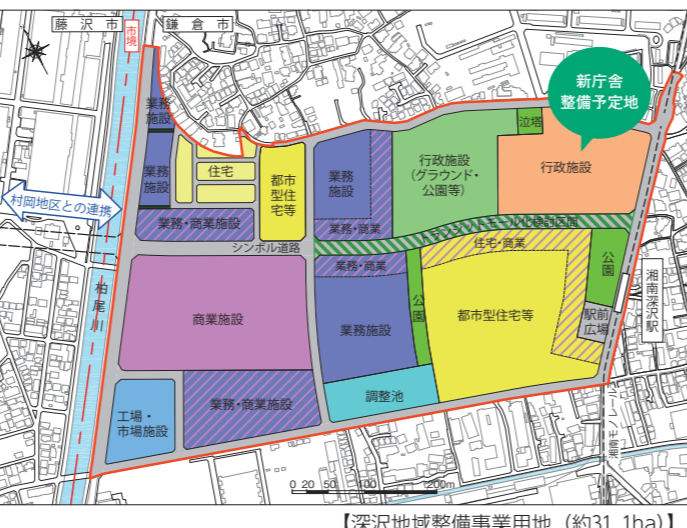 藤沢市
鎌倉市
市境
新庁舎
整備予定地
業務
施設
業務
施設
住宅
都市
型住
宅等
業務
施設
行政施設
(グラウンド・
公園等)
泣塔
行政施設
村岡地区との連携
業務・商業施設
シンボル道路
業務・商業
業務・商業
住宅・商業
公園
湘南深沢駅
柏尾川
商業施設
業務施設
公園
都市型住宅等
駅前
広場
工場・
市場施設
業務・商業施設
調整池
0 20 50 100 200m
【深沢地域整備事業用地(約31.1ha)】